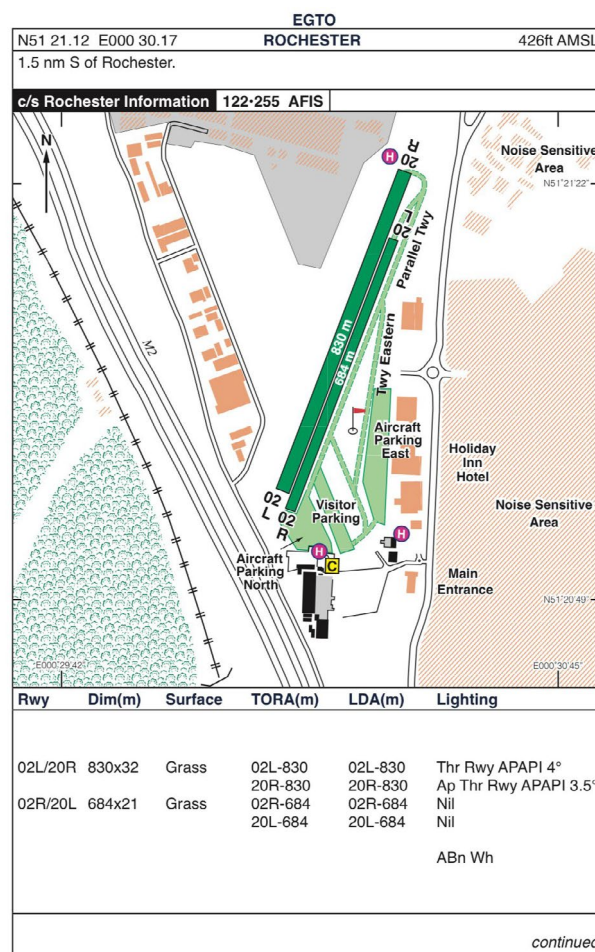 EGTO
N51 21.12 E000 30.17 ROCHESTER 426ft AMSL
1.5 nm S of Rochester.
c/s Rochester Information 122·255 AFIS
N
H
20
R
Noise Sensitive
Area
N51°21'22"
20
L
Parallel Twy
830 m
684 m
M2
Twy Eastern
Aircraft
Parking
East
Holiday
Inn
Hotel
02
L
02
R
Visitor
Parking
Noise Sensitive
Area
H
H
C
Aircraft
Parking
North
Main
Entrance
N51°20'49"
E000°29'42"
E000°30'45"
Rwy Dim(m) Surface TORA(m) LDA(m) Lighting
02L/20R 830x32 Grass 02L-830 02L-830 Thr Rwy APAPI 4°
20R-830 20R-830 Ap Thr Rwy APAPI 3.5°
02R/20L 684x21 Grass 02R-684 02R-684 Nil
20L-684 20L-684 Nil
ABn Wh
continued